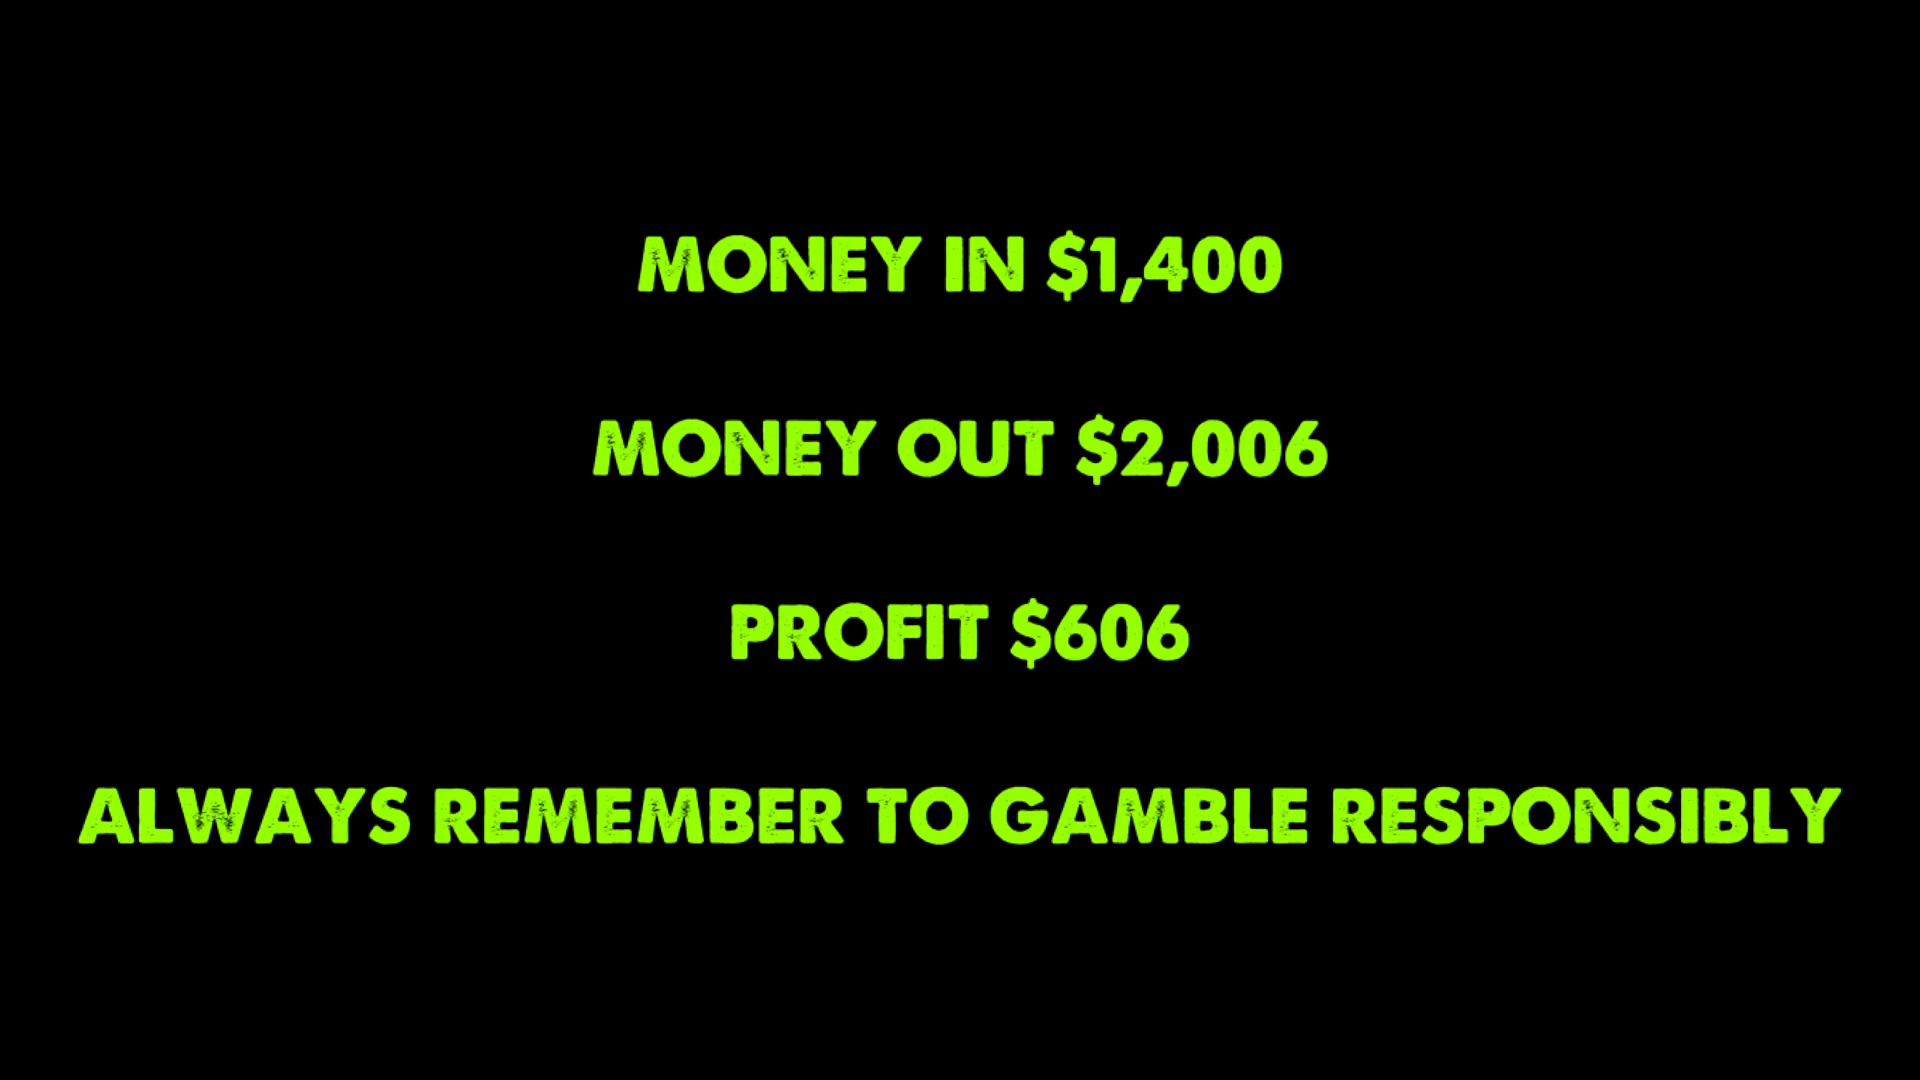 MONEY IN $1,400
MONEY OUT $2,006
PROFIT $606
ALWAYS REMEMBER TO GAMBLE RESPONSIBLY